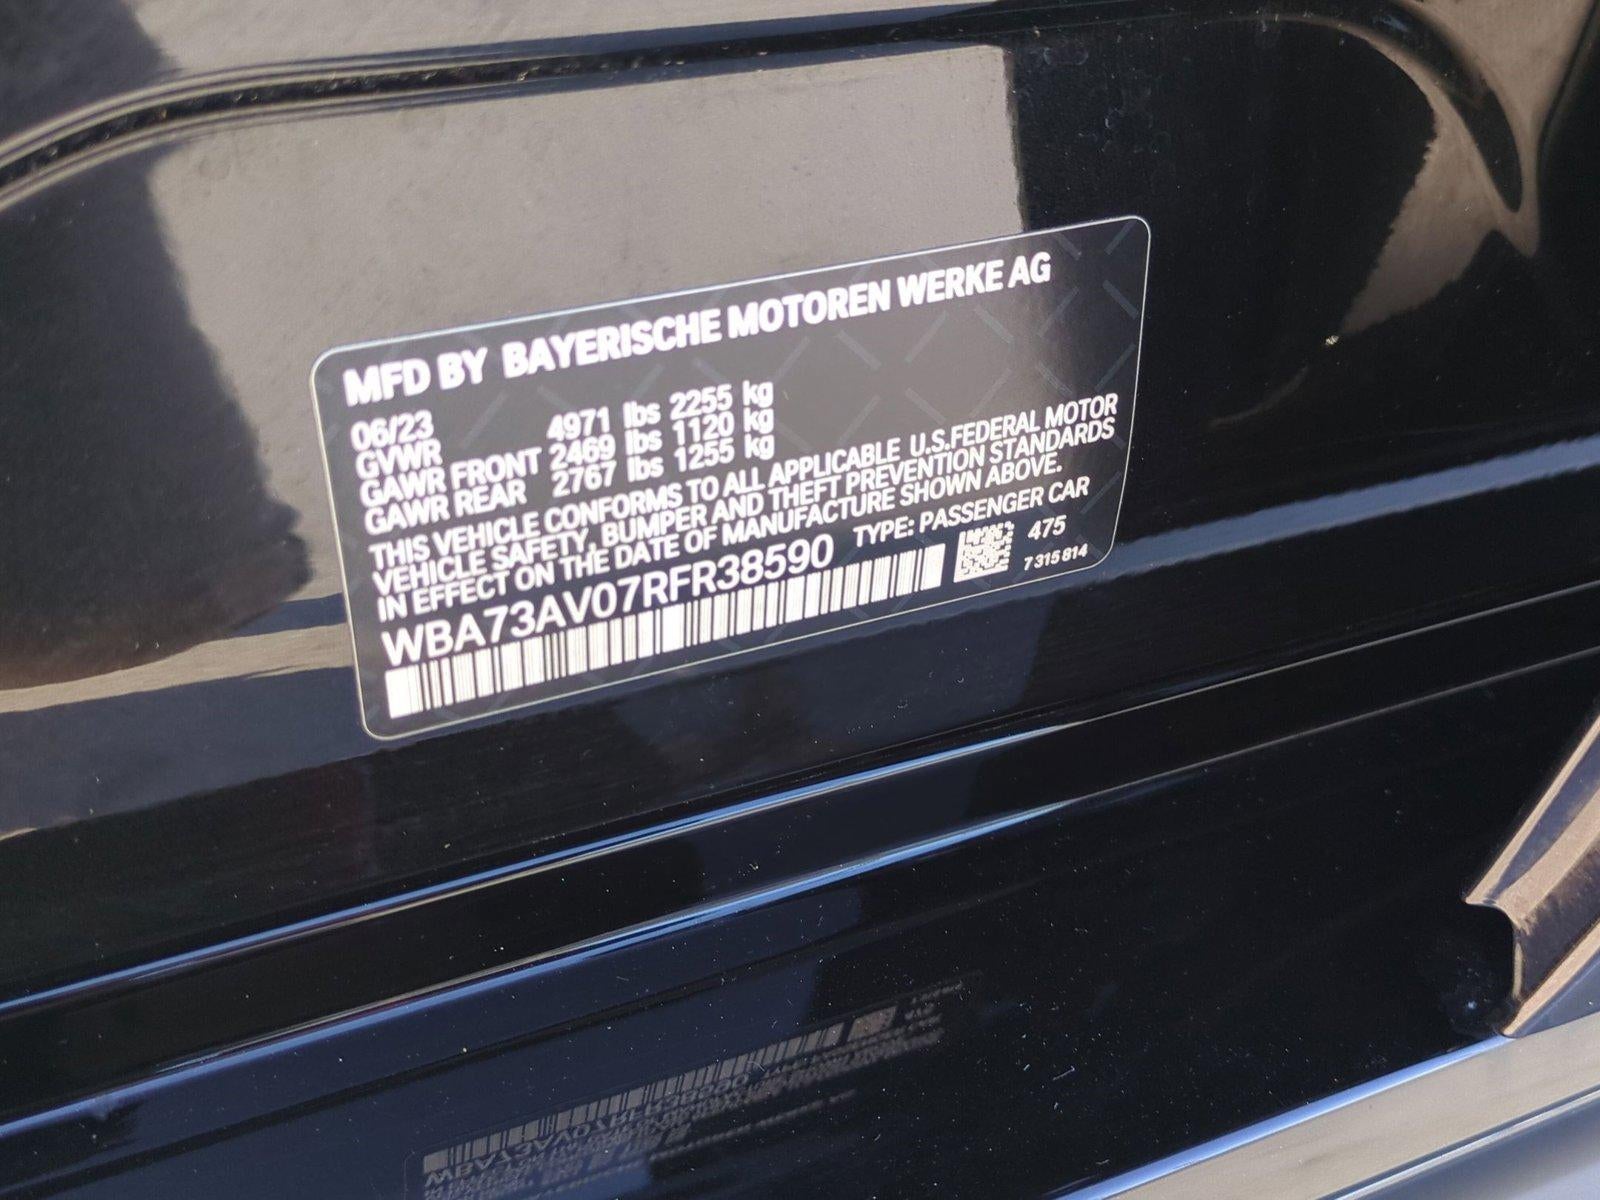 MFD BY BAYERISCHE MOTOREN WERKE AG
06/23
GVWR 4971 lbs 2255 kg
GAWR FRONT 2469 lbs 1120 kg
GAWR REAR 2767 lbs 1255 kg
THIS VEHICLE CONFORMS TO ALL APPLICABLE U.S.FEDERAL MOTOR
VEHICLE SAFETY, BUMPER AND THEFT PREVENTION STANDARDS
IN EFFECT ON THE DATE OF MANUFACTURE SHOWN ABOVE.
WBA73AV07RFR38590 TYPE: PASSENGER CAR
475
7 315 814